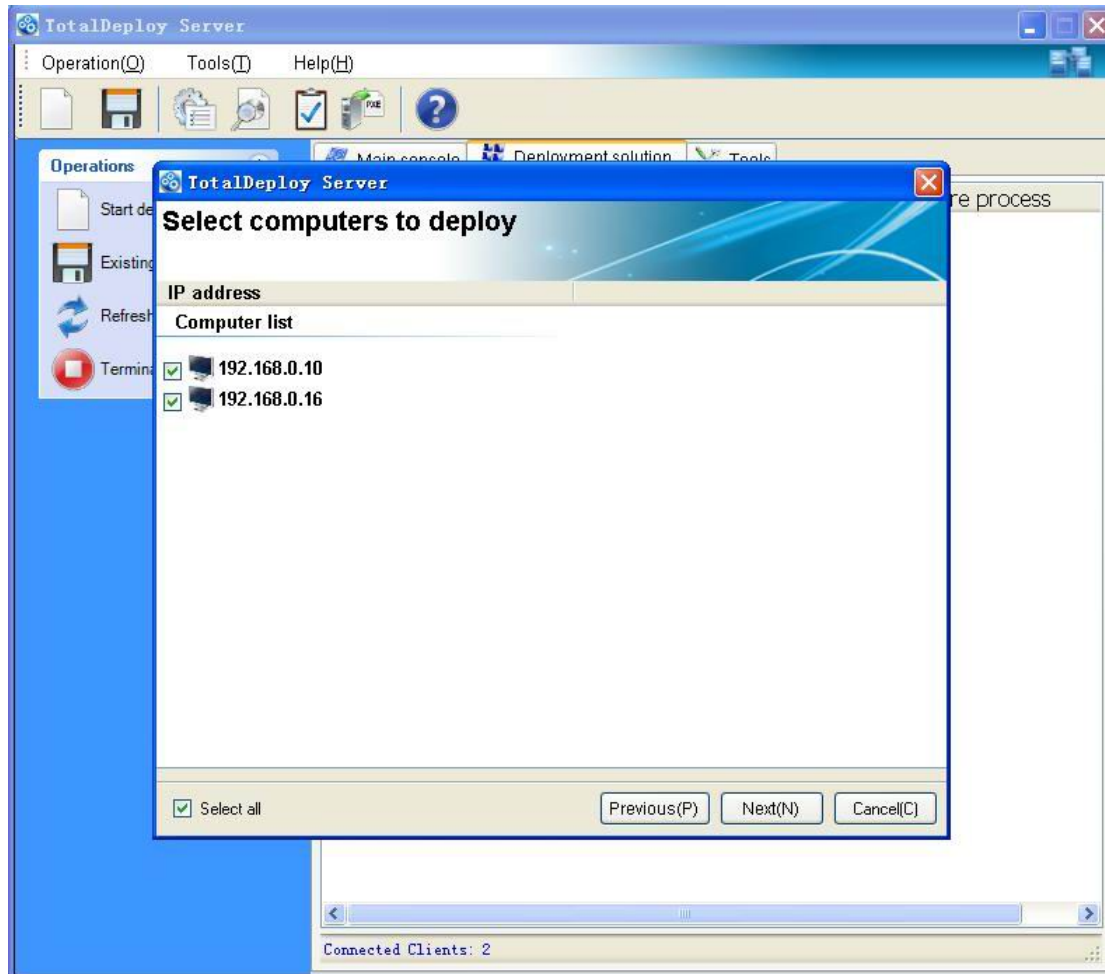 TotalDeploy Server
Operation(O) Tools(T) Help(H)
PXE
Operations
Main console Deployment solution Tools
TotalDeploy Server
Start de
re process
Select computers to deploy
Existing
IP address
Refresh
Computer list
Termina
192.168.0.10
192.168.0.16
Select all Previous(P) Next(N) Cancel(C)
Connected Clients: 2